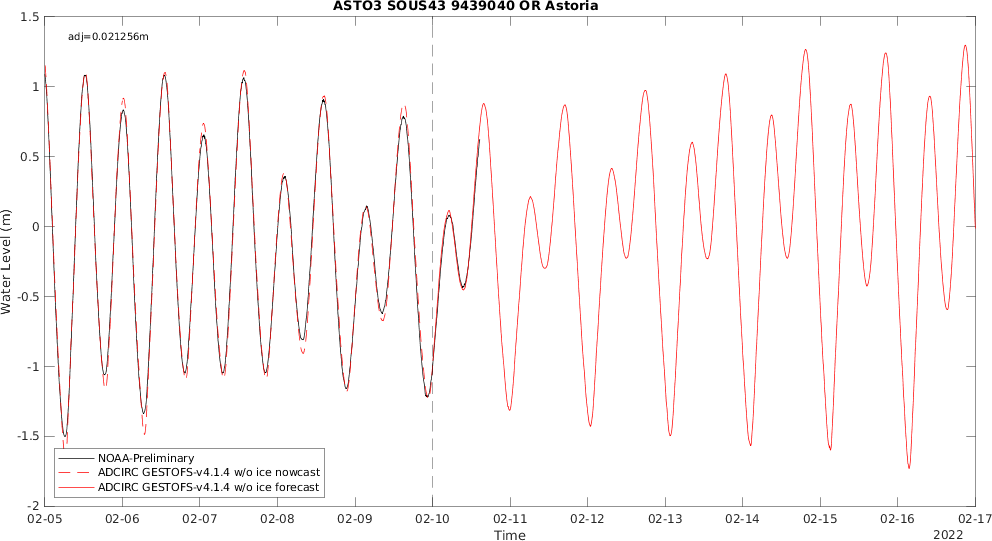 ASTO3 SOUS43 9439040 OR Astoria
adj=0.021256m
1.5
1
0.5
0
-0.5
-1
-1.5
-2
Water Level (m)
NOAA-Preliminary
ADCIRC GESTOFS-v4.1.4 w/o ice nowcast
ADCIRC GESTOFS-v4.1.4 w/o ice forecast
02-05 02-06 02-07 02-08 02-09 02-10 02-11 02-12 02-13 02-14 02-15 02-16 02-17
Time
2022